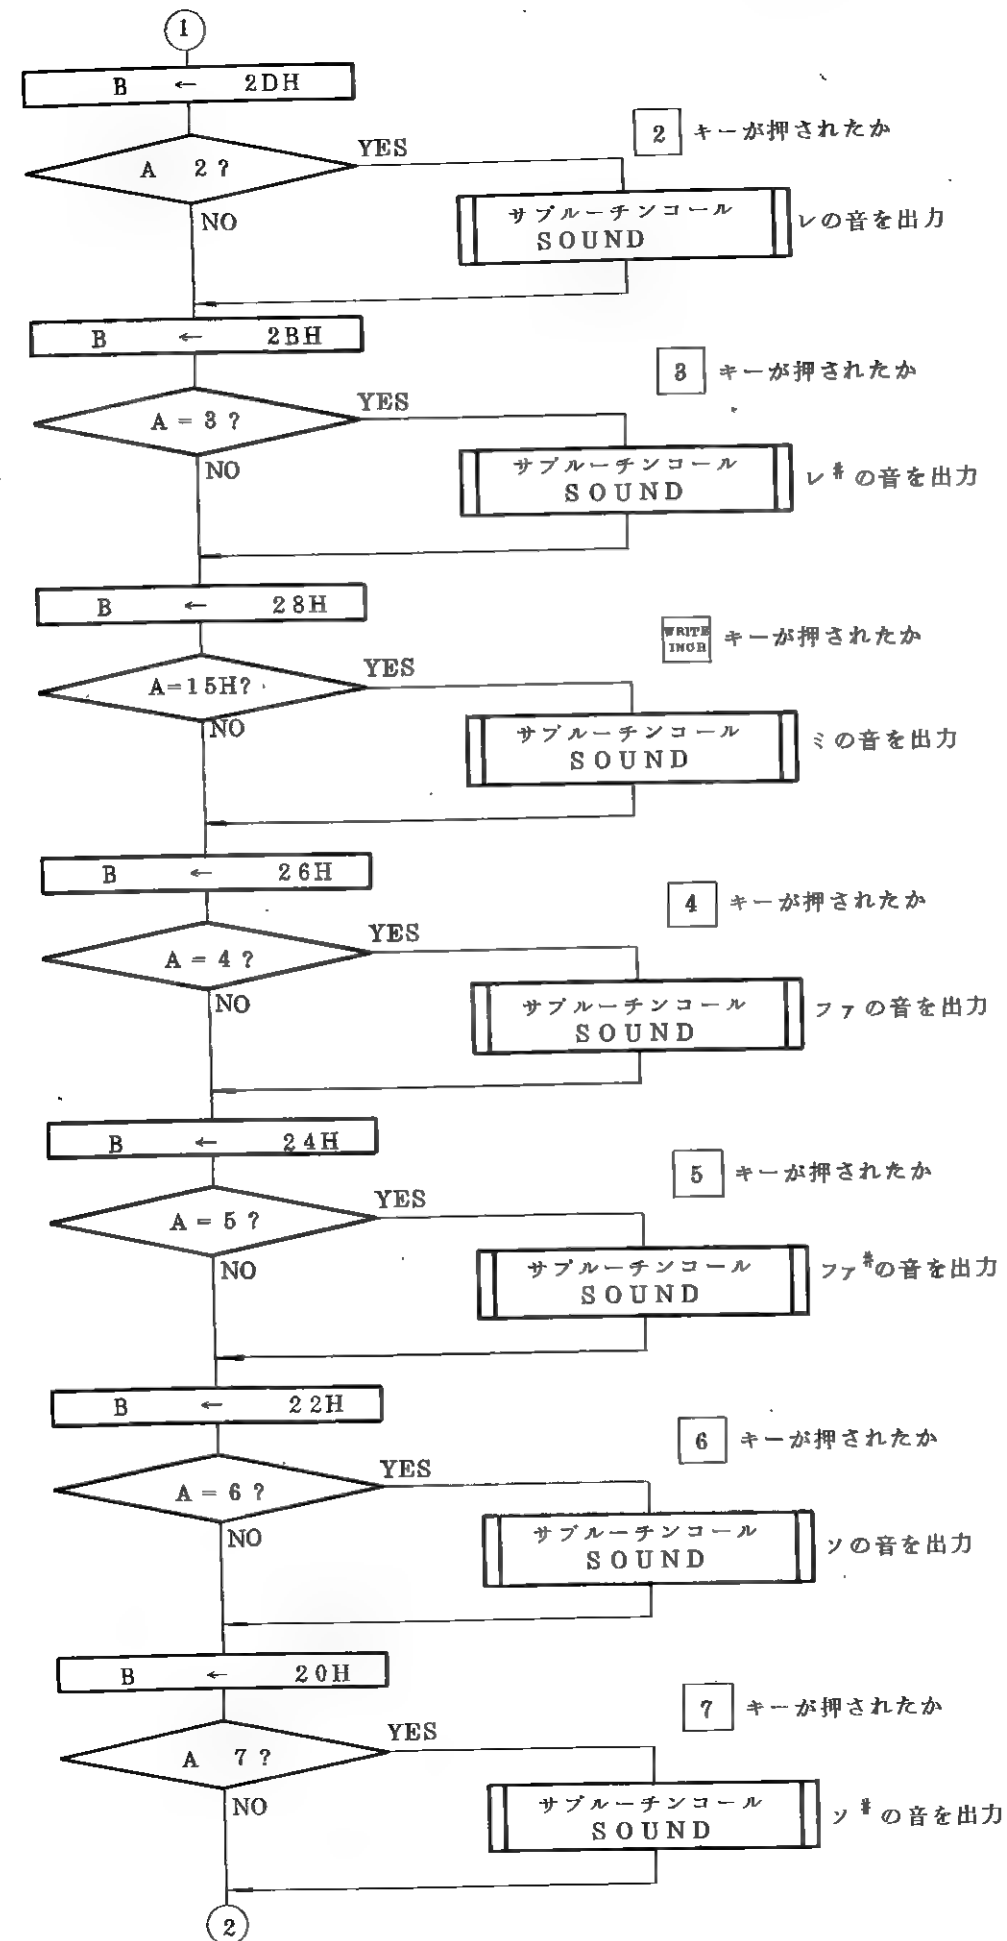 1
B ← 2DH
2 キーが押されたか
A 2?
YES
NO
サブルーチンコール
SOUND
レの音を出力
B ← 2BH
3 キーが押されたか
A = 3 ?
YES
NO
サブルーチンコール
SOUND
レ#の音を出力
B ← 28H
WRITE
INCR
キーが押されたか
A=15H?
YES
NO
サブルーチンコール
SOUND
ミの音を出力
B ← 26H
4 キーが押されたか
A = 4 ?
YES
NO
サブルーチンコール
SOUND
ファの音を出力
B ← 24H
5 キーが押されたか
A = 5 ?
YES
NO
サブルーチンコール
SOUND
ファ#の音を出力
B ← 22H
6 キーが押されたか
A = 6 ?
YES
NO
サブルーチンコール
SOUND
ソの音を出力
B ← 20H
7 キーが押されたか
A 7?
YES
NO
サブルーチンコール
SOUND
ソ#の音を出力
2